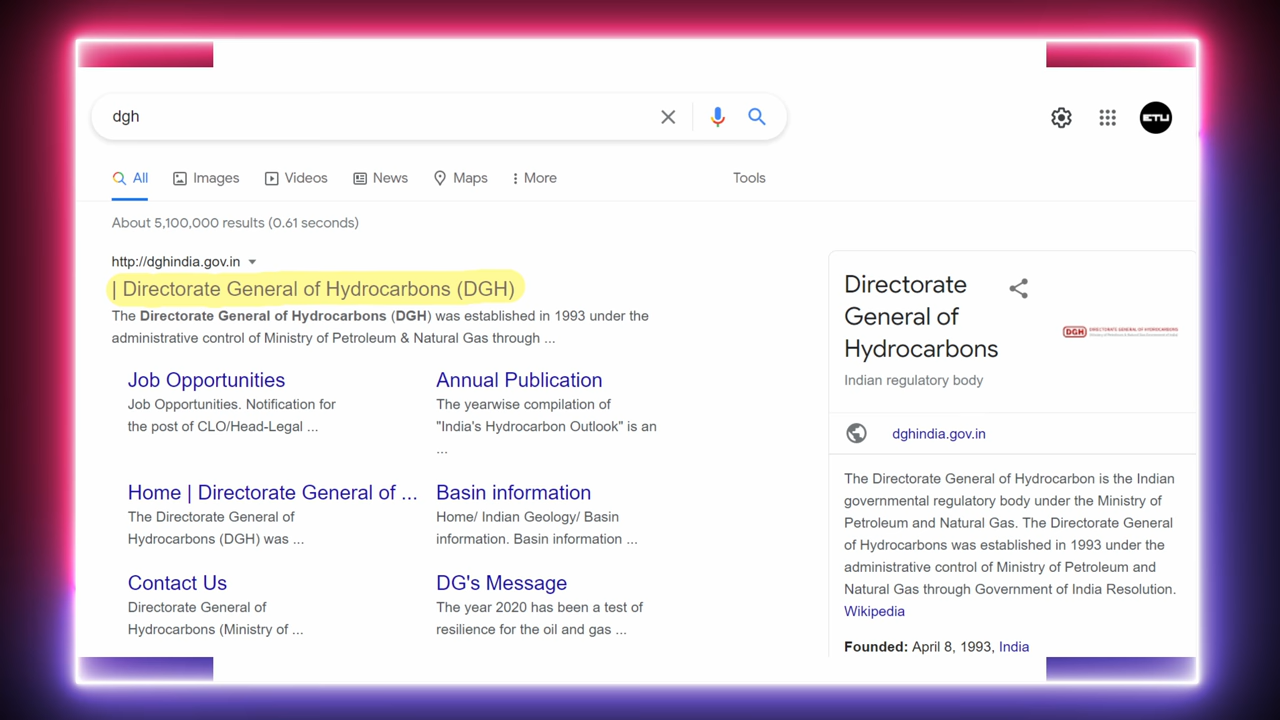 dgh
ETU
All
Images
Videos
News
Maps
More
Tools
About 5,100,000 results (0.61 seconds)
http://dghindia.gov.in
| Directorate General of Hydrocarbons (DGH)
The Directorate General of Hydrocarbons (DGH) was established in 1993 under the
administrative control of Ministry of Petroleum & Natural Gas through ...
Job Opportunities
Job Opportunities. Notification for
the post of CLO/Head-Legal ...
Annual Publication
The yearwise compilation of
"India's Hydrocarbon Outlook" is an
...
Home | Directorate General of ...
The Directorate General of
Hydrocarbons (DGH) was ...
Basin information
Home/ Indian Geology/ Basin
information. Basin information ...
Contact Us
Directorate General of
Hydrocarbons (Ministry of ...
DG's Message
The year 2020 has been a test of
resilience for the oil and gas ...
Directorate
General of
Hydrocarbons
Indian regulatory body
DGH
DIRECTORATE GENERAL OF HYDROCARBONS
dghindia.gov.in
The Directorate General of Hydrocarbon is the Indian
governmental regulatory body under the Ministry of
Petroleum and Natural Gas. The Directorate General
of Hydrocarbons was established in 1993 under the
administrative control of Ministry of Petroleum and
Natural Gas through Government of India Resolution.
Wikipedia
Founded: April 8, 1993, India